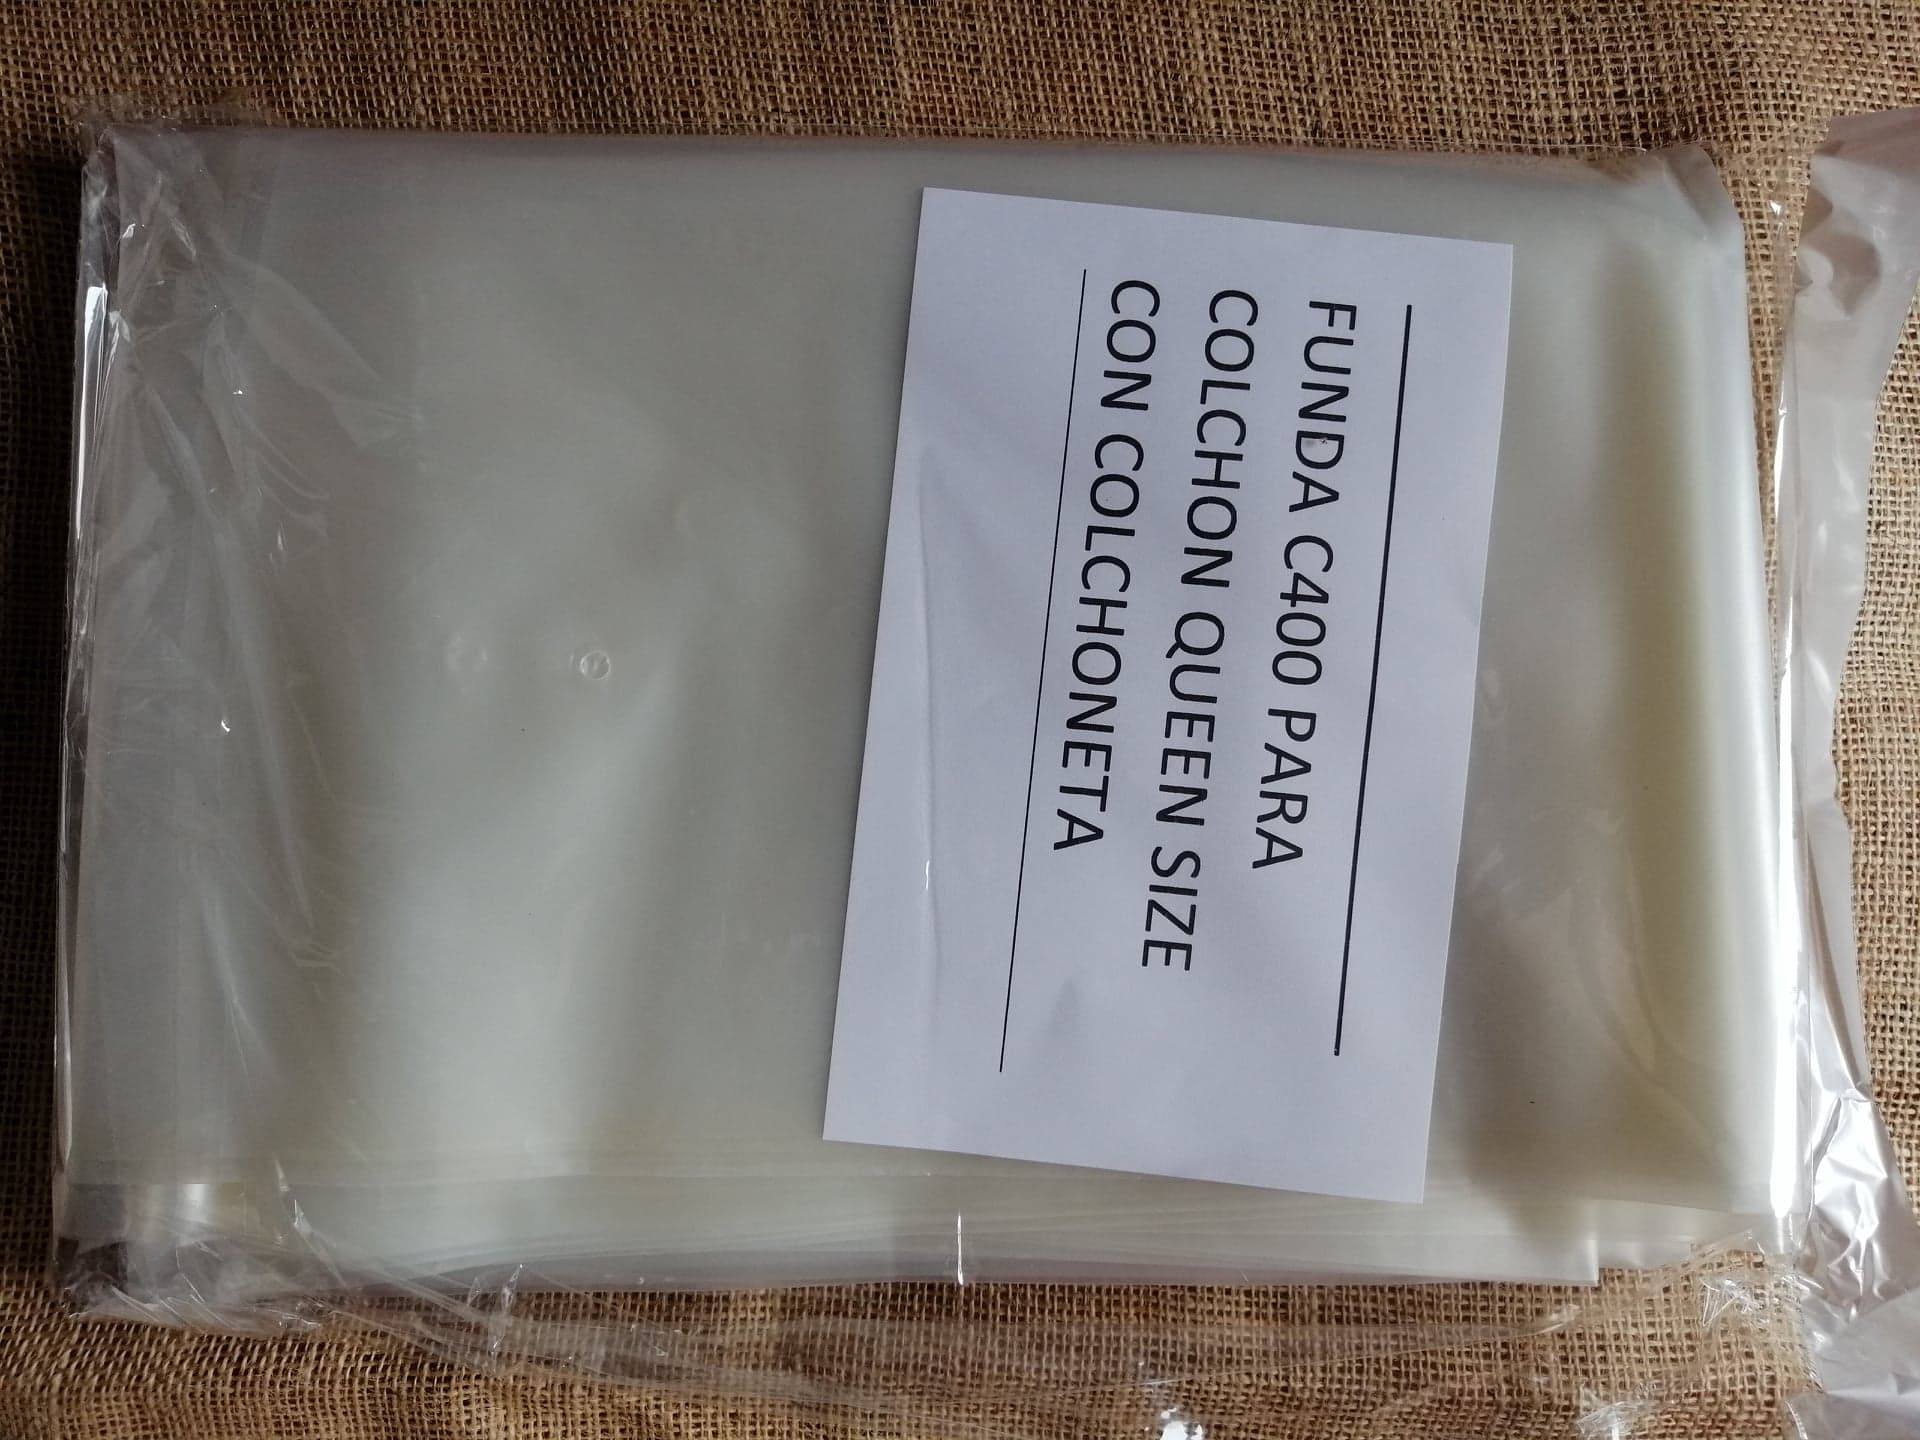 FUNDA C400 PARA
COLCHON QUEEN SIZE
CON COLCHONETA